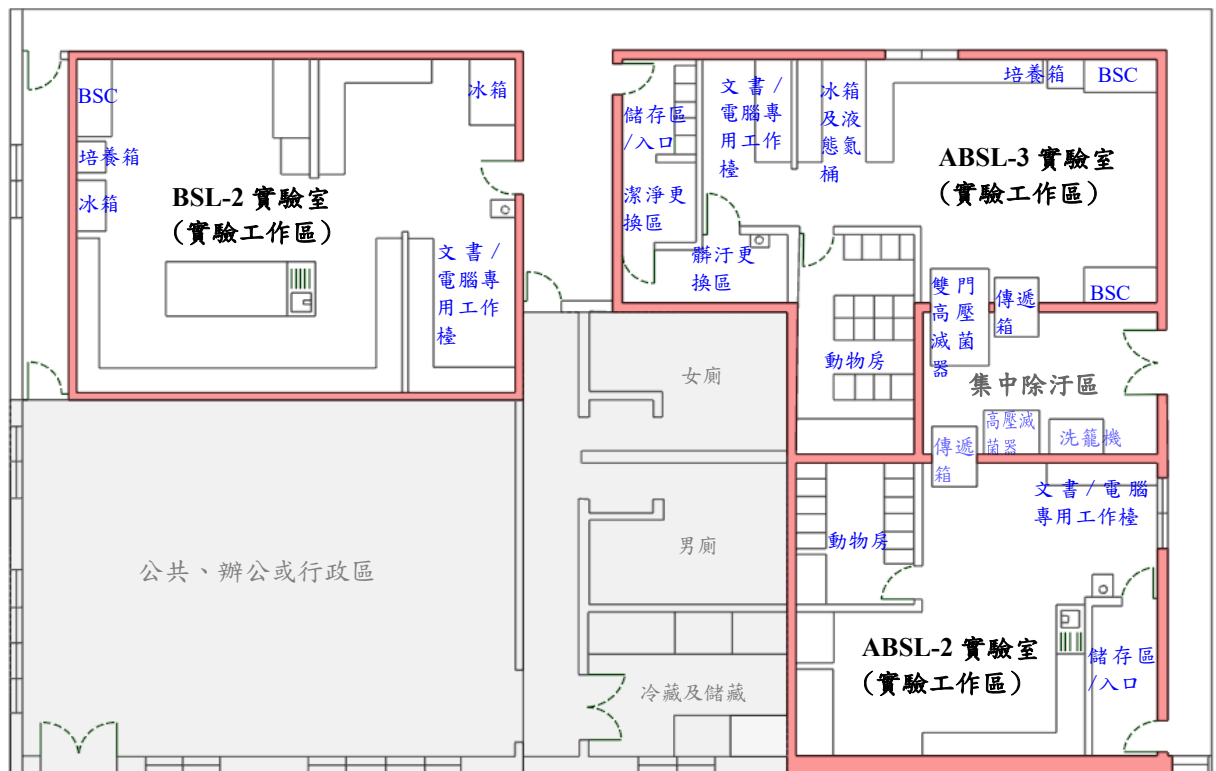 BSC
培養箱
冰箱
BSL-2 實驗室
(實驗工作區)
冰箱
文書/
電腦專
用工作
檯
儲存區
/入口
潔淨更
換區
髒汙更
換區
文書/
電腦專
用工作
檯
冰箱
及液
態氮
桶
培養箱
BSC
ABSL-3 實驗室
(實驗工作區)
BSC
雙門
高壓
滅菌
器
傳遞
箱
動物房
集中除汙區
高壓滅
菌器
洗籠機
傳遞
箱
女廁
男廁
公共、辦公或行政區
冷藏及儲藏
動物房
文書/電腦
專用工作檯
ABSL-2 實驗室
(實驗工作區)
儲存區
/入口